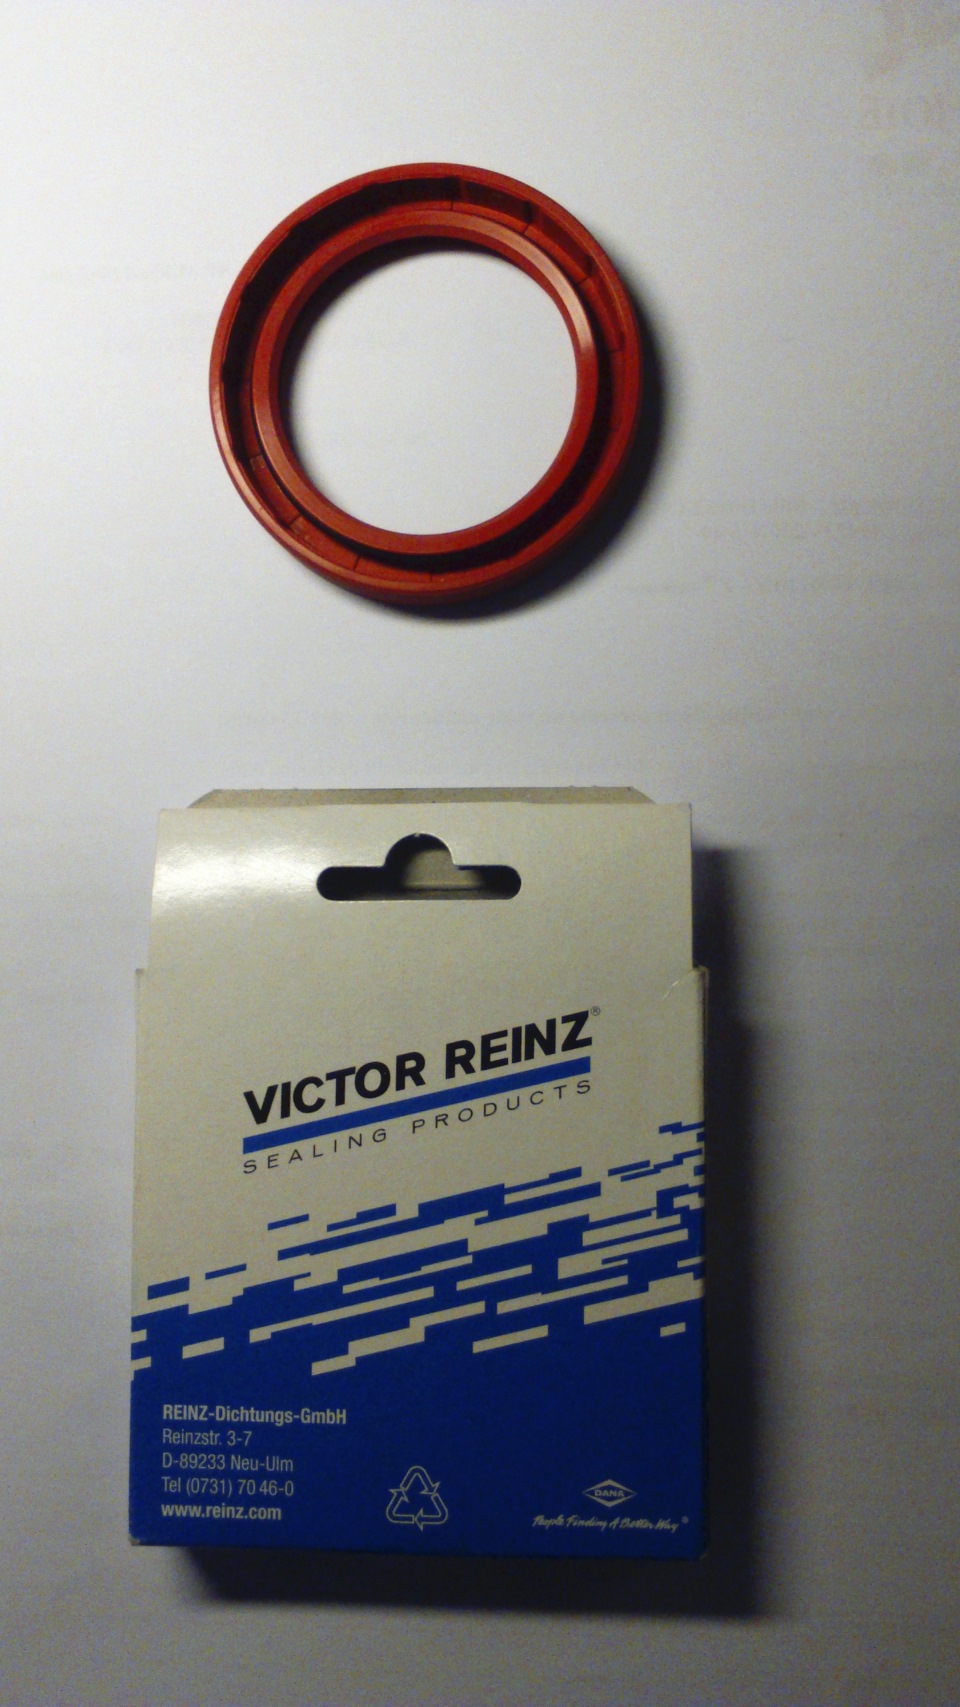 VICTOR REINZ®
SEALING PRODUCTS
REINZ-Dichtungs-GmbH
Reinzstr. 3-7
D-89233 Neu-Ulm
Tel (0731) 70 46-0
www.reinz.com
DANA
People Finding A Better Way®